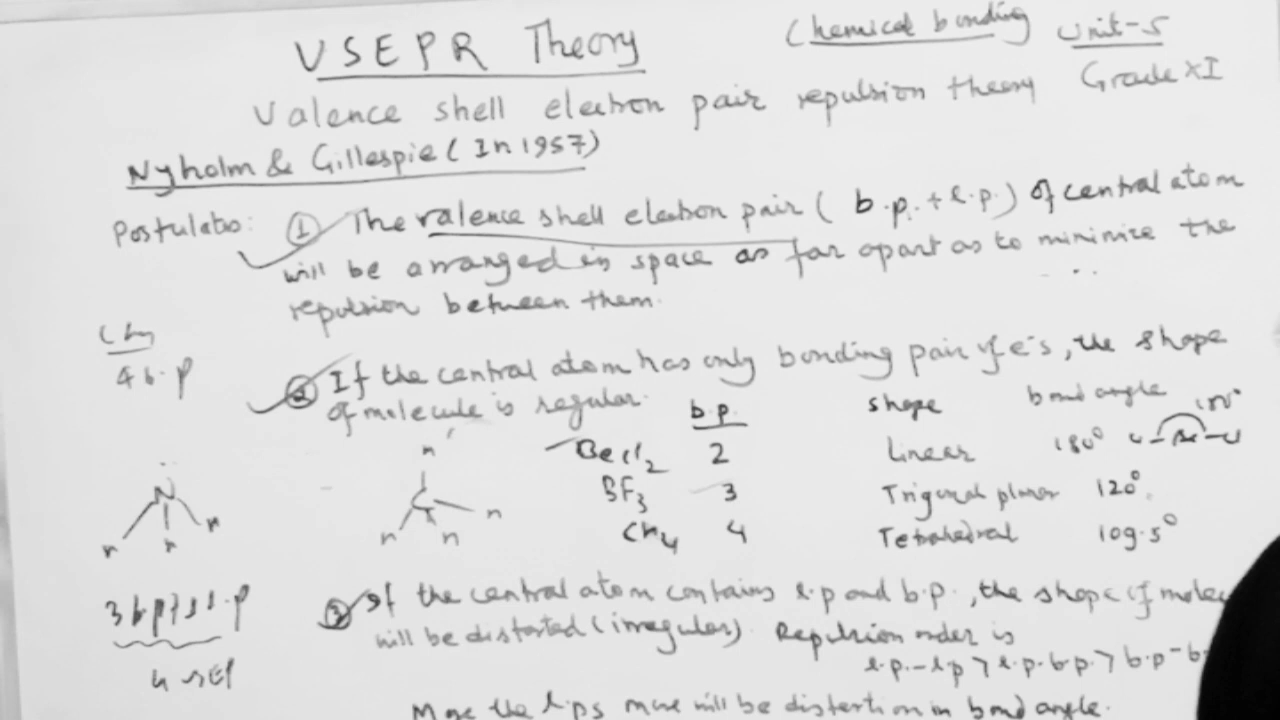 VSEPR Theory
Chemical bonding Unit-5
Valence shell electron pair repulsion theory Grade XI
Nyholm & Gillespie (In 1957)
Postulates: ① The valence shell electron pair (b.p. + l.p.) of central atom
will be arranged in space as far apart as to minimize the
repulsion between them.
4 b.p
② If the central atom has only bonding pair of e⁻s, the shape
of molecule is regular.
b.p. shape bond angle
BeCl₂ 2 Linear 180°
BF₃ 3 Trigonal planar 120°
CH₄ 4 Tetrahedral 109.5°
N
H H H
C
H H H H
③ If the central atom contains l.p and b.p., the shape of
will be distorted (irregular). Repulsion order is
l.p.-l.p > l.p.b.p. > b.p-b
More the l.ps more will be distortion in bond angle.